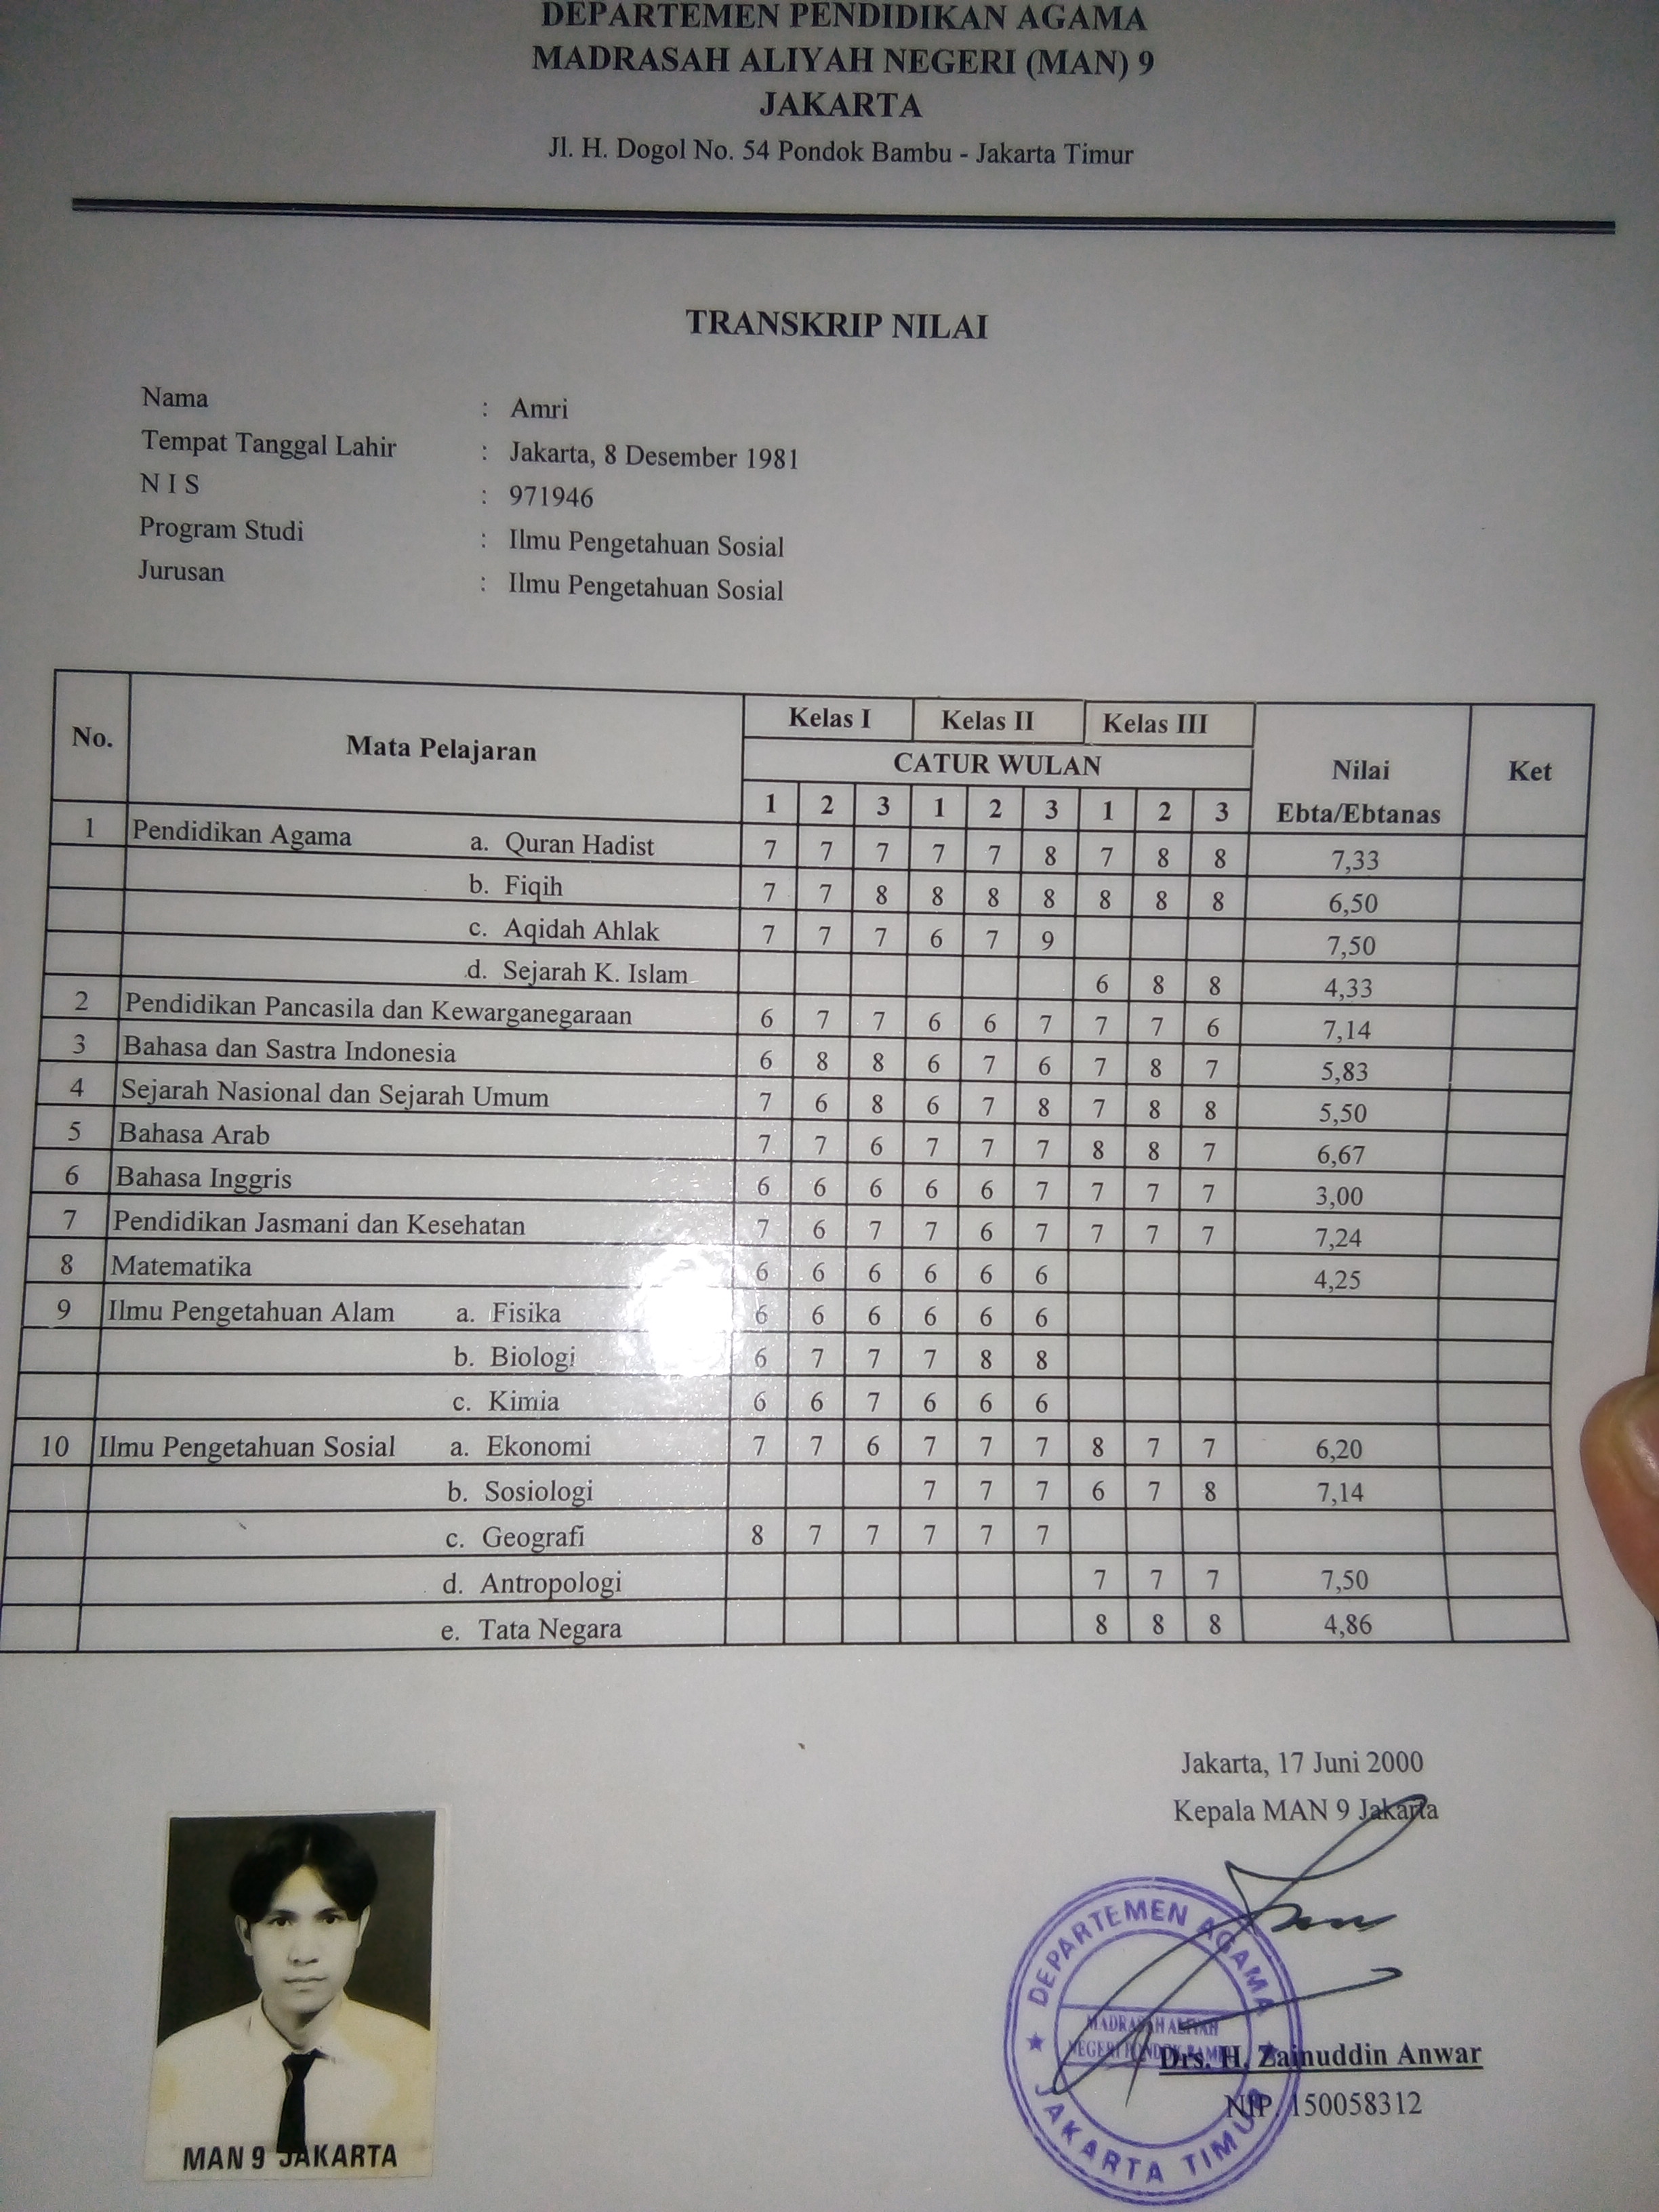 DEPARTEMEN PENDIDIKAN AGAMA
MADRASAH ALIYAH NEGERI (MAN) 9
JAKARTA
Jl. H. Dogol No. 54 Pondok Bambu - Jakarta Timur
TRANSKRIP NILAI
Nama : Amri
Tempat Tanggal Lahir : Jakarta, 8 Desember 1981
N I S : 971946
Program Studi : Ilmu Pengetahuan Sosial
Jurusan : Ilmu Pengetahuan Sosial
No. Mata Pelajaran Kelas I Kelas II Kelas III Nilai Ebta/Ebtanas Ket
CATUR WULAN
1 2 3 1 2 3 1 2 3
1 Pendidikan Agama a. Quran Hadist 7 7 7 7 7 8 7 8 8 7,33
b. Fiqih 7 7 8 8 8 8 8 8 8 6,50
c. Aqidah Ahlak 7 7 7 6 7 9 7,50
d. Sejarah K. Islam 6 8 8 4,33
2 Pendidikan Pancasila dan Kewarganegaraan 6 7 7 6 6 7 7 7 6 7,14
3 Bahasa dan Sastra Indonesia 6 8 8 6 7 6 7 8 7 5,83
4 Sejarah Nasional dan Sejarah Umum 7 6 8 6 7 8 7 8 8 5,50
5 Bahasa Arab 7 7 6 7 7 7 8 8 7 6,67
6 Bahasa Inggris 6 6 6 6 6 7 7 7 7 3,00
7 Pendidikan Jasmani dan Kesehatan 7 6 7 7 6 7 7 7 7 7,24
8 Matematika 6 6 6 6 6 6 4,25
9 Ilmu Pengetahuan Alam a. Fisika 6 6 6 6 6 6
b. Biologi 6 7 7 7 8 8
c. Kimia 6 6 7 6 6 6
10 Ilmu Pengetahuan Sosial a. Ekonomi 7 7 6 7 7 7 8 7 7 6,20
b. Sosiologi 7 7 7 6 7 8 7,14
c. Geografi 8 7 7 7 7 7
d. Antropologi 7 7 7 7,50
e. Tata Negara 8 8 8 4,86
Jakarta, 17 Juni 2000
Kepala MAN 9 Jakarta
DEPARTEMEN AGAMA
MADRASAH ALIYAH
NEGERI PONDOK BAMBU
JAKARTA TIMUR
Drs. H. Zainuddin Anwar
NIP. 150058312
MAN 9 JAKARTA